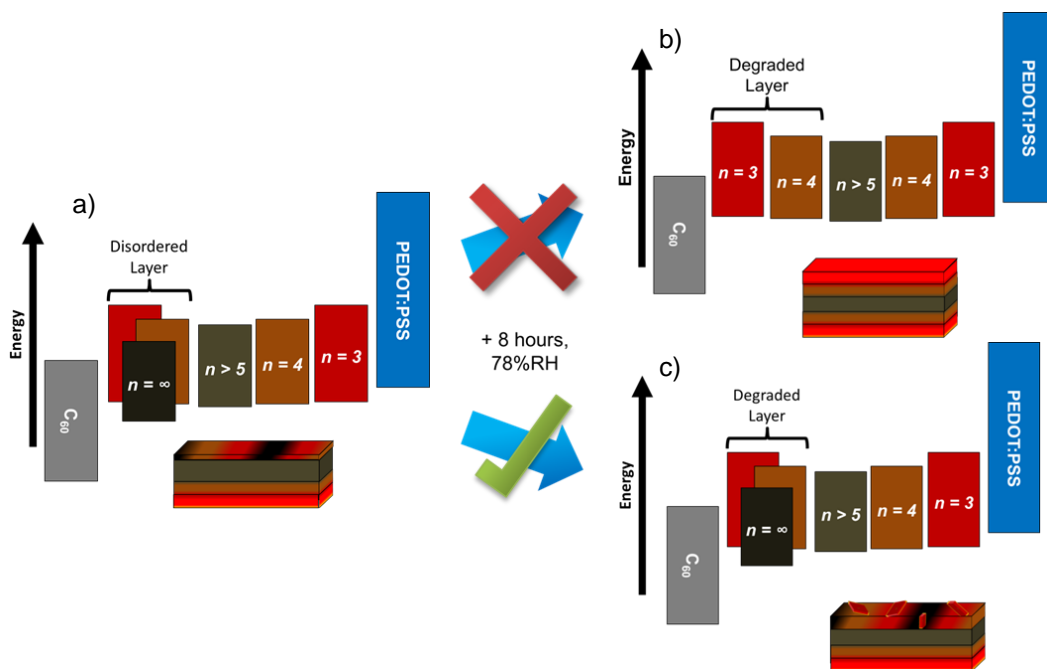 a)
Energy
C60
Disordered
Layer
n = ∞
n > 5
n = 4
n = 3
PEDOT:PSS
+ 8 hours,
78%RH
b)
Energy
C60
Degraded
Layer
n = 3
n = 4
n > 5
n = 4
n = 3
PEDOT:PSS
c)
Energy
C60
Degraded
Layer
n = ∞
n > 5
n = 4
n = 3
PEDOT:PSS